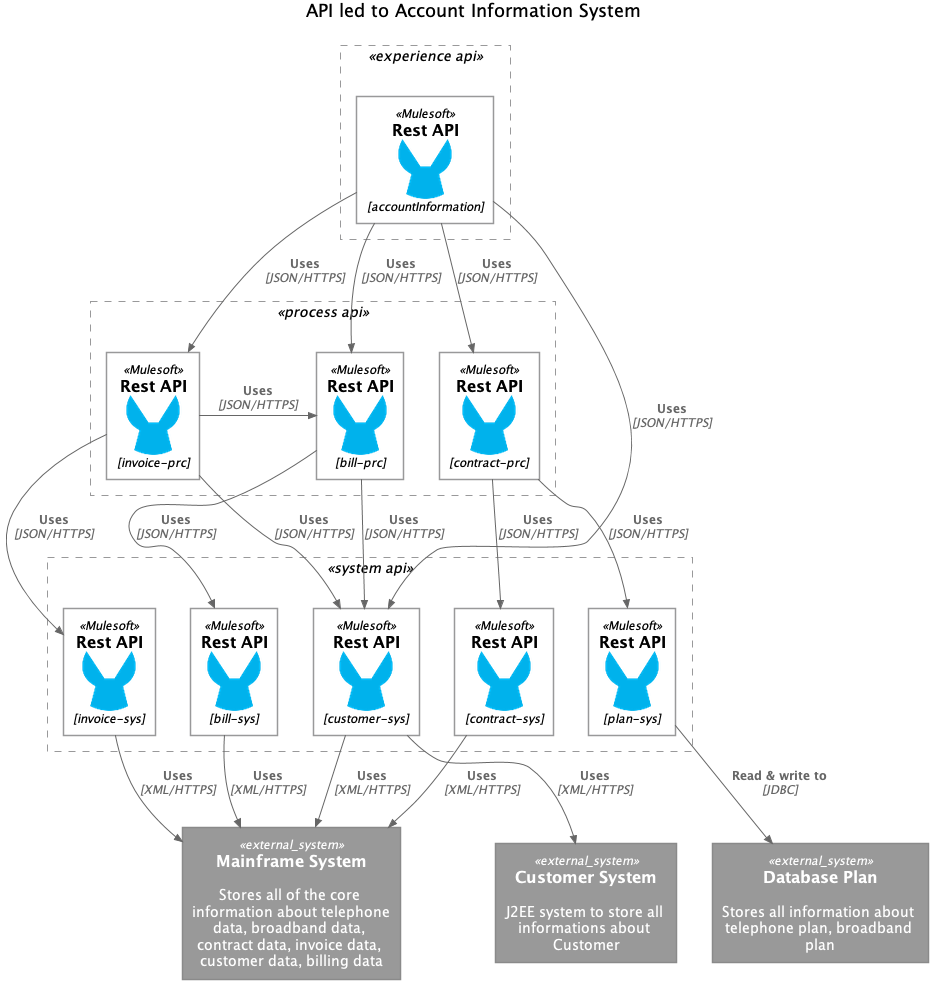 API led to Account Information System
«experience api»
«Mulesoft»
Rest API
[accountInformation]
Uses
[JSON/HTTPS]
Uses
[JSON/HTTPS]
Uses
[JSON/HTTPS]
«process api»
«Mulesoft»
Rest API
[invoice-prc]
Uses
[JSON/HTTPS]
«Mulesoft»
Rest API
[bill-prc]
«Mulesoft»
Rest API
[contract-prc]
Uses
[JSON/HTTPS]
Uses
[JSON/HTTPS]
Uses
[JSON/HTTPS]
Uses
[JSON/HTTPS]
Uses
[JSON/HTTPS]
Uses
[JSON/HTTPS]
Uses
[JSON/HTTPS]
«system api»
«Mulesoft»
Rest API
[invoice-sys]
«Mulesoft»
Rest API
[bill-sys]
«Mulesoft»
Rest API
[customer-sys]
«Mulesoft»
Rest API
[contract-sys]
«Mulesoft»
Rest API
[plan-sys]
Uses
[XML/HTTPS]
Uses
[XML/HTTPS]
Uses
[XML/HTTPS]
Uses
[XML/HTTPS]
Uses
[XML/HTTPS]
Read & write to
[JDBC]
«external_system»
Mainframe System
Stores all of the core
information about telephone
data, broadband data,
contract data, invoice data,
customer data, billing data
«external_system»
Customer System
J2EE system to store all
informations about
Customer
«external_system»
Database Plan
Stores all information about
telephone plan, broadband
plan